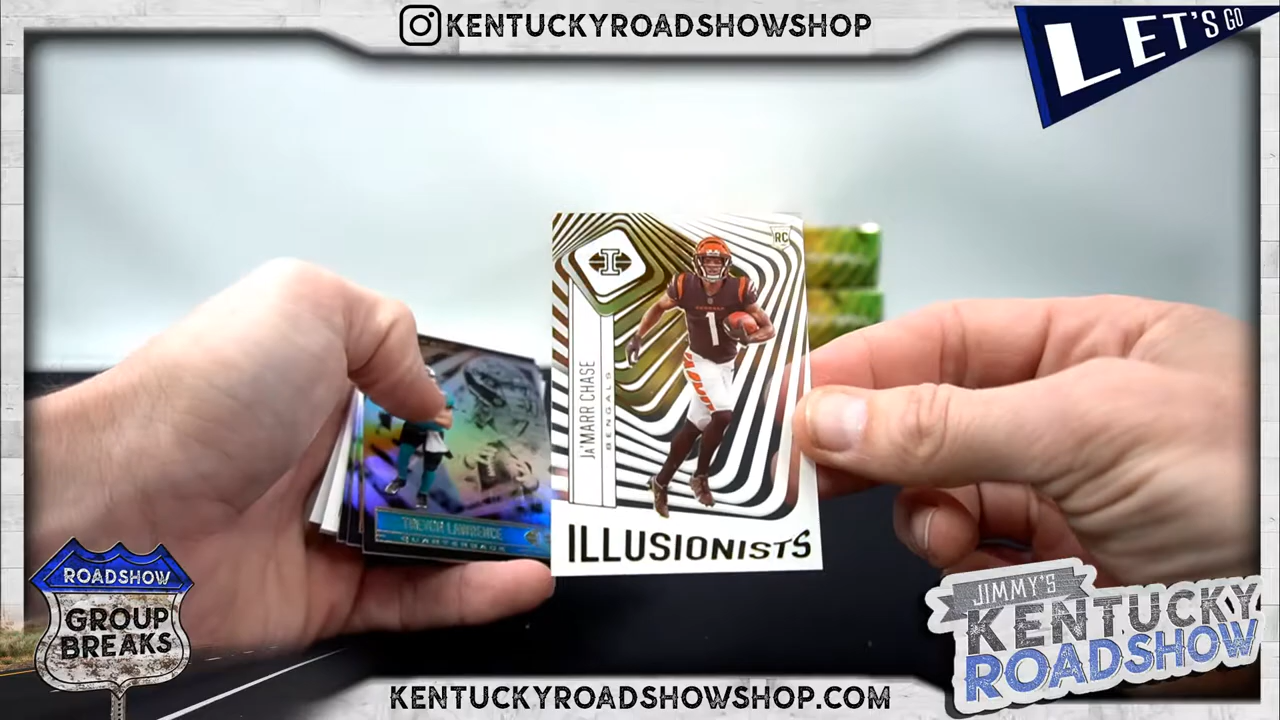 KENTUCKYROADSHOWSHOP
LET'S GO
RC
I
1
JA'MARR CHASE
BENGALS
ILLUSIONISTS
TREVOR LAWRENCE
QUARTERBACK
ROADSHOW
GROUP
BREAKS
JIMMY'S
KENTUCKY
ROADSHOW
KENTUCKYROADSHOWSHOP.COM